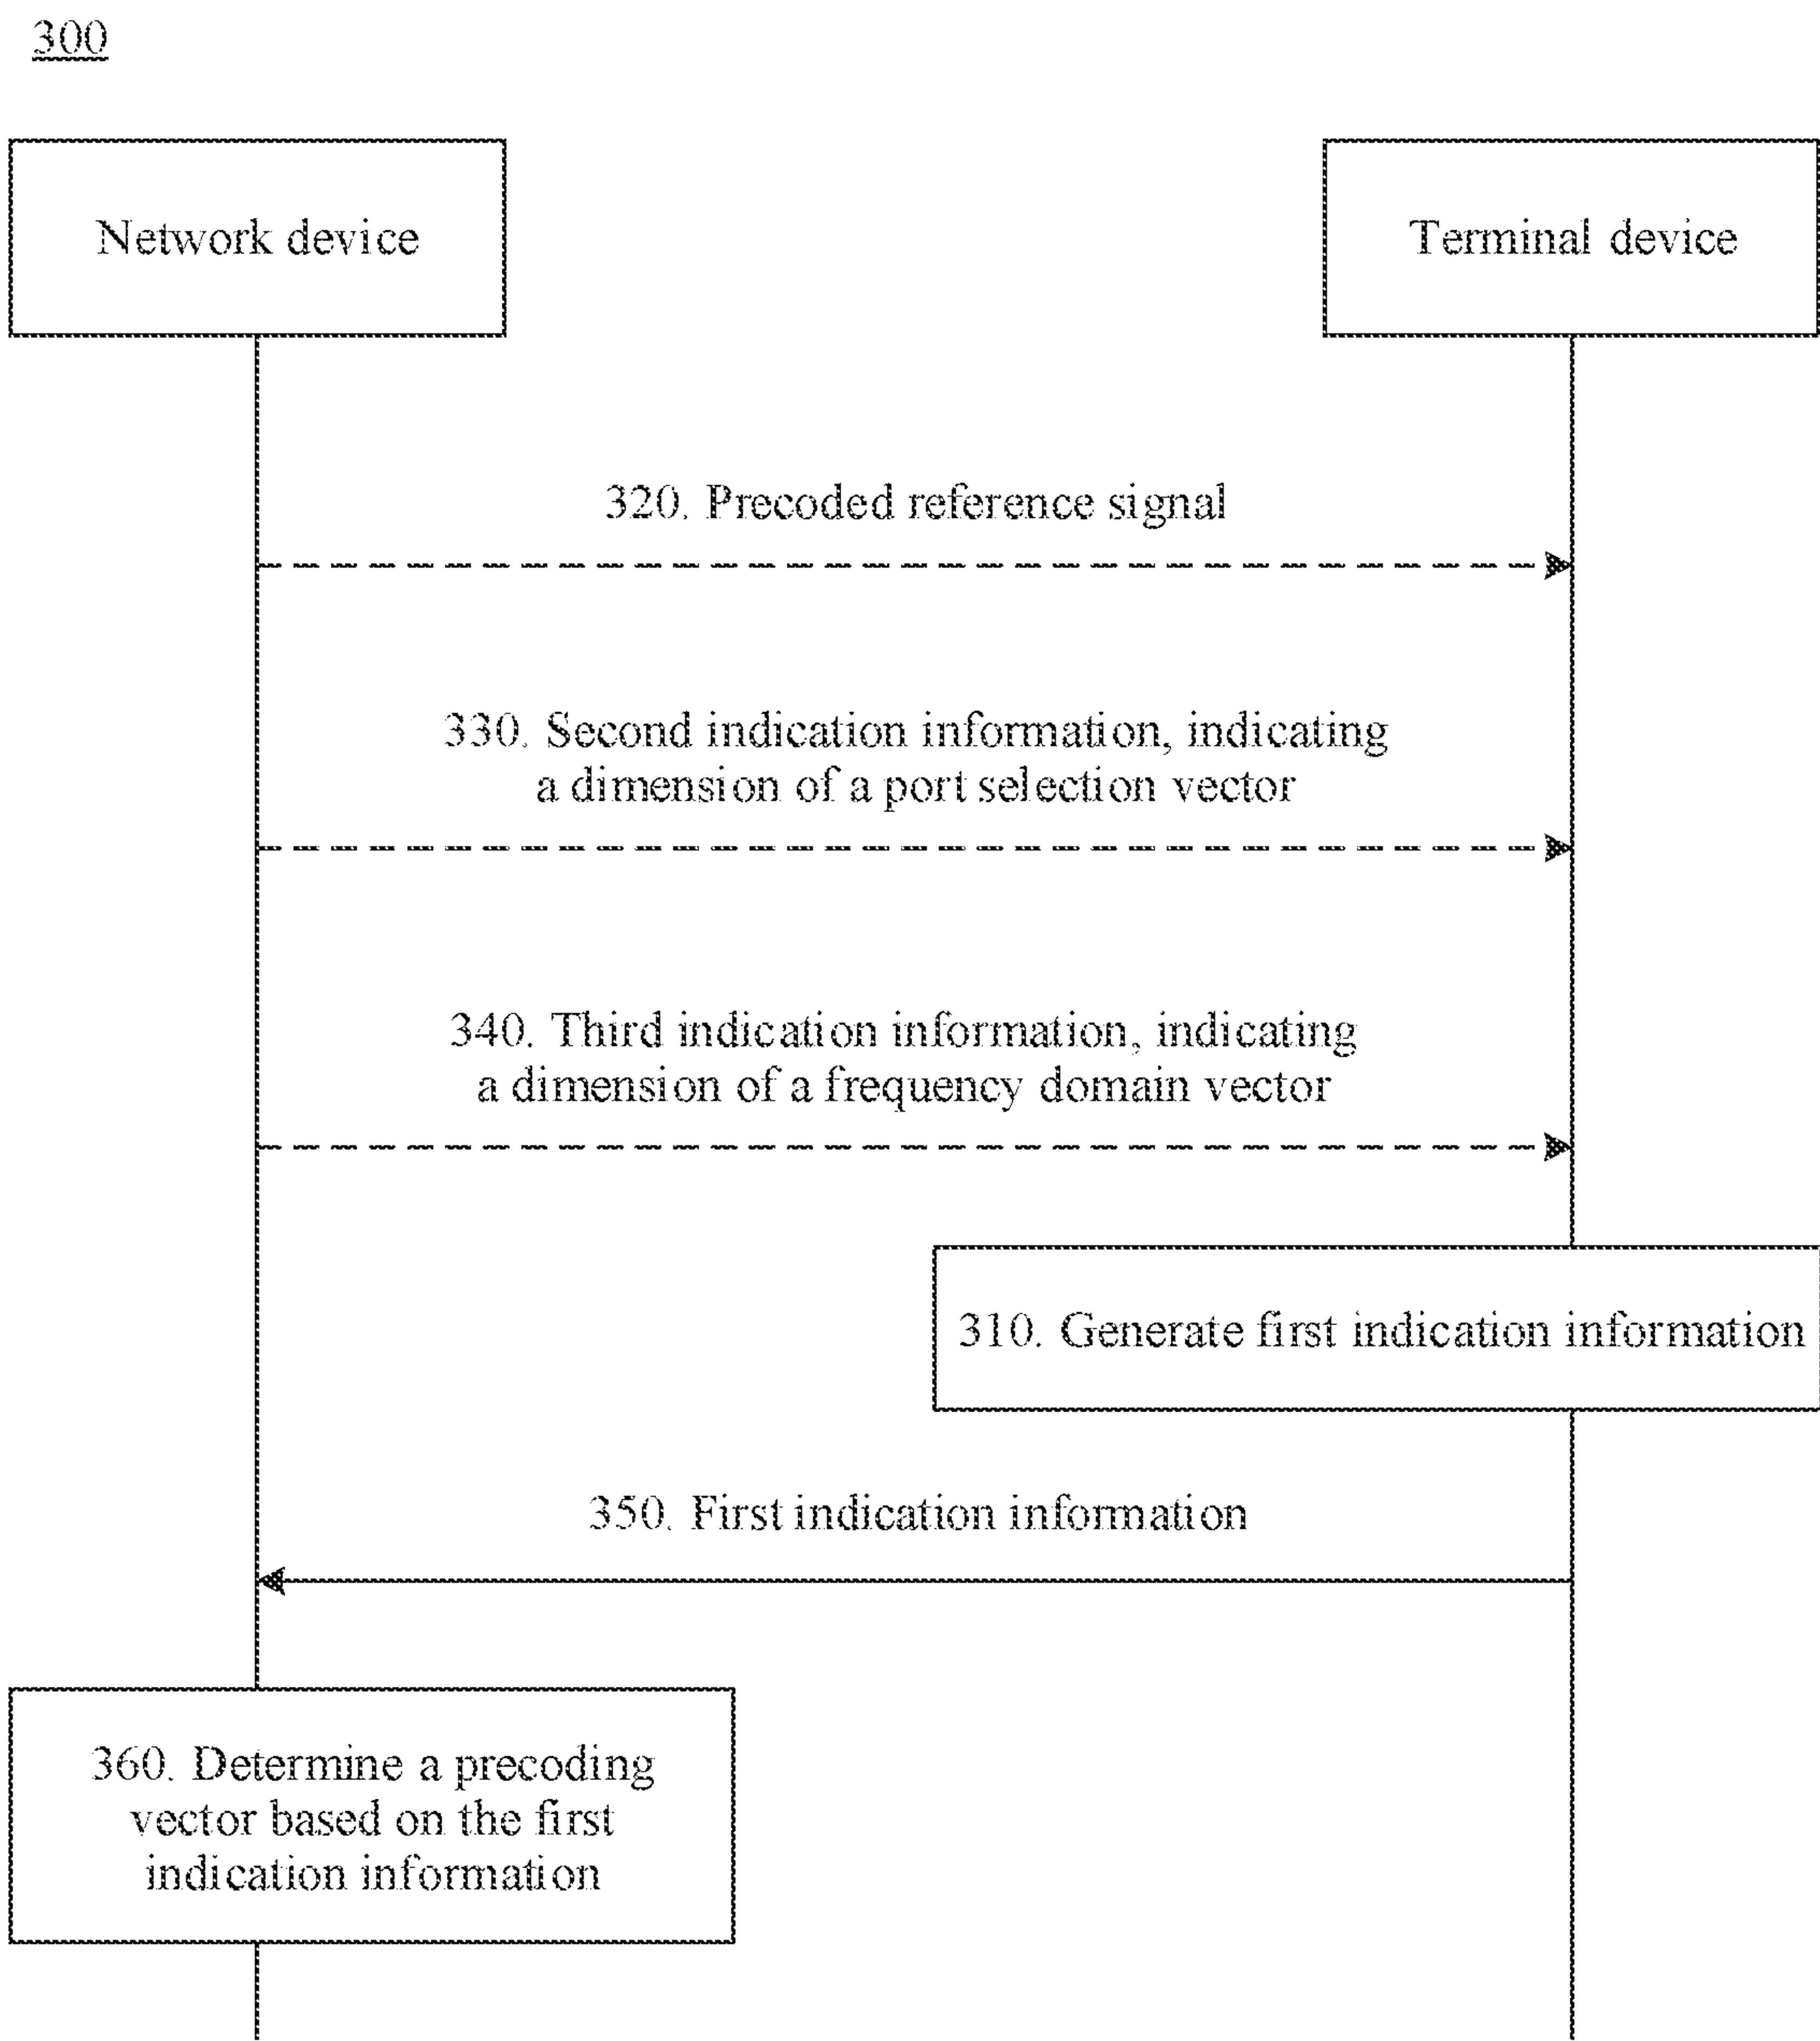 300
Network device
Terminal device
320. Precoded reference signal
330. Second indication information, indicating
a dimension of a port selection vector
340. Third indication information, indicating
a dimension of a frequency domain vector
310. Generate first indication information
350. First indication information
360. Determine a precoding
vector based on the first
indication information